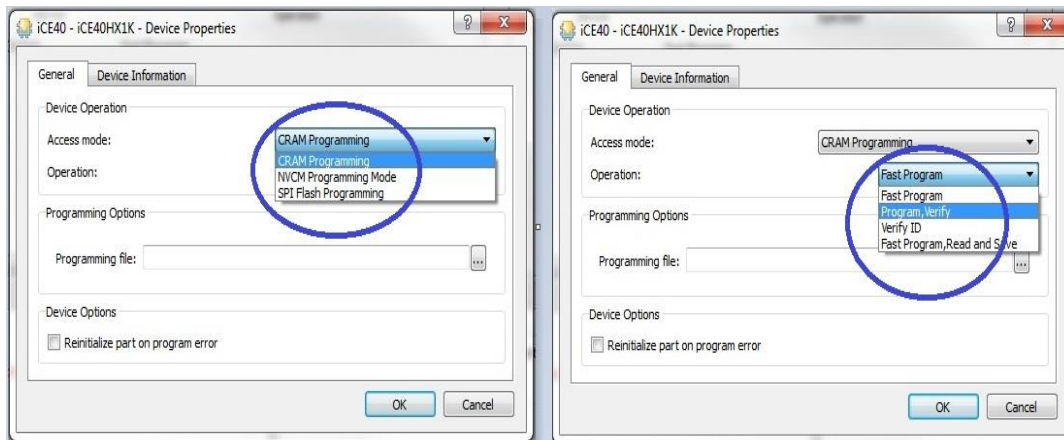 iCE40 - iCE40HX1K - Device Properties
General
Device Information
Device Operation
Access mode:
CRAM Programming
CRAM Programming
NVCM Programming Mode
SPI Flash Programming
Operation:
Programming Options
Programming file:
...
Device Options
Reinitialize part on program error
OK
Cancel
iCE40 - iCE40HX1K - Device Properties
General
Device Information
Device Operation
Access mode:
CRAM Programming
Operation:
Fast Program
Fast Program
Program,Verify
Verify ID
Fast Program,Read and Save
Programming Options
Programming file:
...
Device Options
Reinitialize part on program error
OK
Cancel